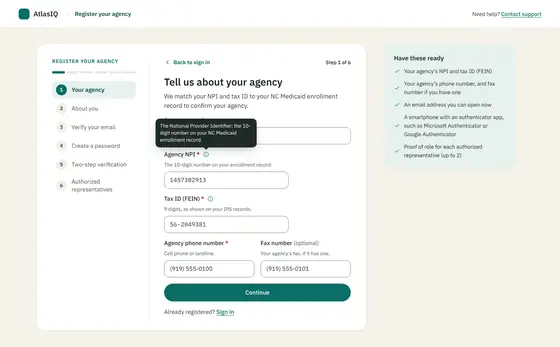 AtlasIQ
Register your agency
Need help? Contact support
REGISTER YOUR AGENCY
1 Your agency
2 About you
3 Verify your email
4 Create a password
5 Two-step verification
6 Authorized
representatives
Back to sign in
Step 1 of 6
Tell us about your agency
We match your NPI and tax ID to your NC Medicaid enrollment
record to confirm your agency.
The National Provider Identifier: the 10-
digit number on your NC Medicaid
enrollment record.
Agency NPI *
The 10-digit number on your enrollment record.
1457382913
Tax ID (FEIN) *
9 digits, as shown on your IRS records.
56-2049381
Agency phone number *
Cell phone or landline.
(919) 555-0100
Fax number (optional)
Your agency's fax, if it has one.
(919) 555-0101
Continue
Already registered? Sign in
Have these ready
Your agency's NPI and tax ID (FEIN)
Your agency's phone number, and fax
number if you have one
An email address you can open now
A smartphone with an authenticator app,
such as Microsoft Authenticator or
Google Authenticator
Proof of role for each authorized
representative (up to 2)